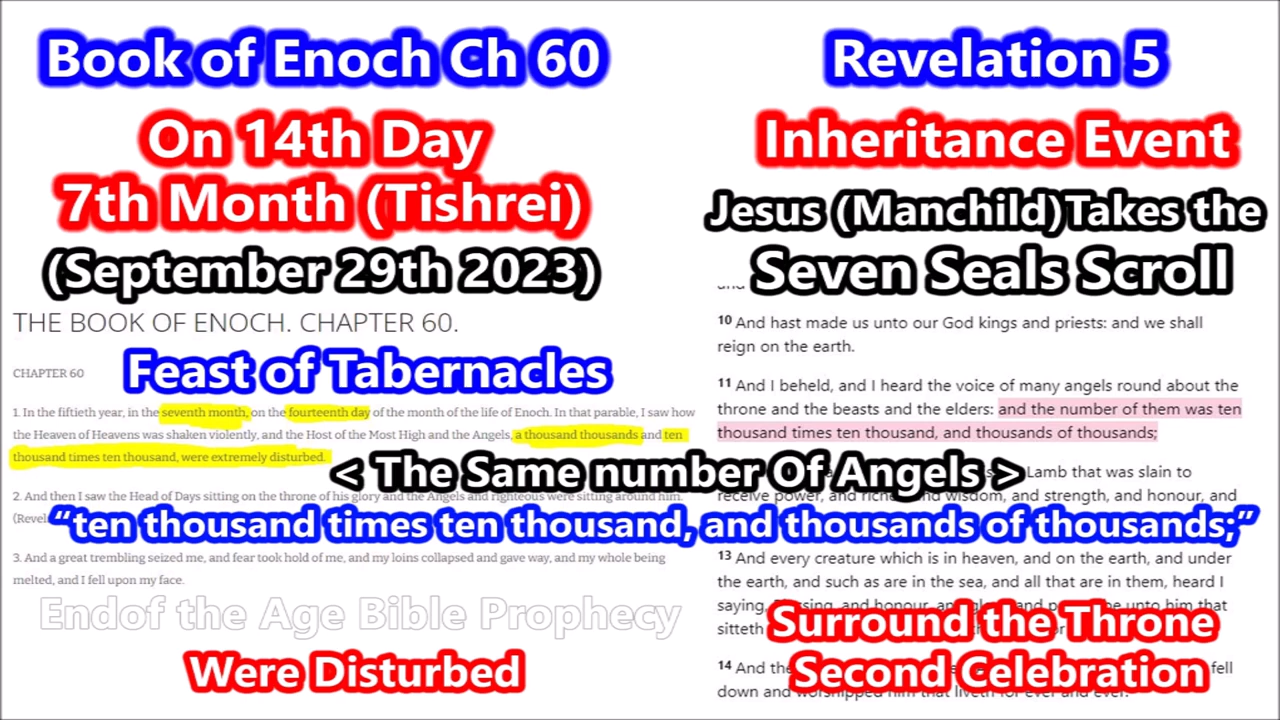 Book of Enoch Ch 60
On 14th Day
7th Month (Tishrei)
(September 29th 2023)
THE BOOK OF ENOCH. CHAPTER 60.
Feast of Tabernacles
CHAPTER 60
1. In the fiftieth year, in the seventh month, on the fourteenth day of the month of the life of Enoch. In that parable, I saw how
the Heaven of Heavens was shaken violently, and the Host of the Most High and the Angels, a thousand thousands and ten
thousand times ten thousand, were extremely disturbed.
< The Same number Of Angels >
2. And then I saw the Head of Days sitting on the throne of his glory and the Angels and righteous were sitting around him.
(Revel
“ten thousand times ten thousand, and thousands of thousands;”
3. And a great trembling seized me, and fear took hold of me, and my loins collapsed and gave way, and my whole being
melted, and I fell upon my face.
Endof the Age Bible Prophecy
Were Disturbed
Revelation 5
Inheritance Event
Jesus (Manchild)Takes the
Seven Seals Scroll
and
10 And hast made us unto our God kings and priests: and we shall
reign on the earth.
11 And I beheld, and I heard the voice of many angels round about the
throne and the beasts and the elders: and the number of them was ten
thousand times ten thousand, and thousands of thousands;
Lamb that was slain to
receive power, and wisdom, and strength, and honour, and
13 And every creature which is in heaven, and on the earth, and under
the earth, and such as are in the sea, and all that are in them, heard I
saying, Blessing, and honour, and be unto him that
sitteth
Surround the Throne
14 And the fell
Second Celebration
down and worshipped him that liveth for ever and ever.